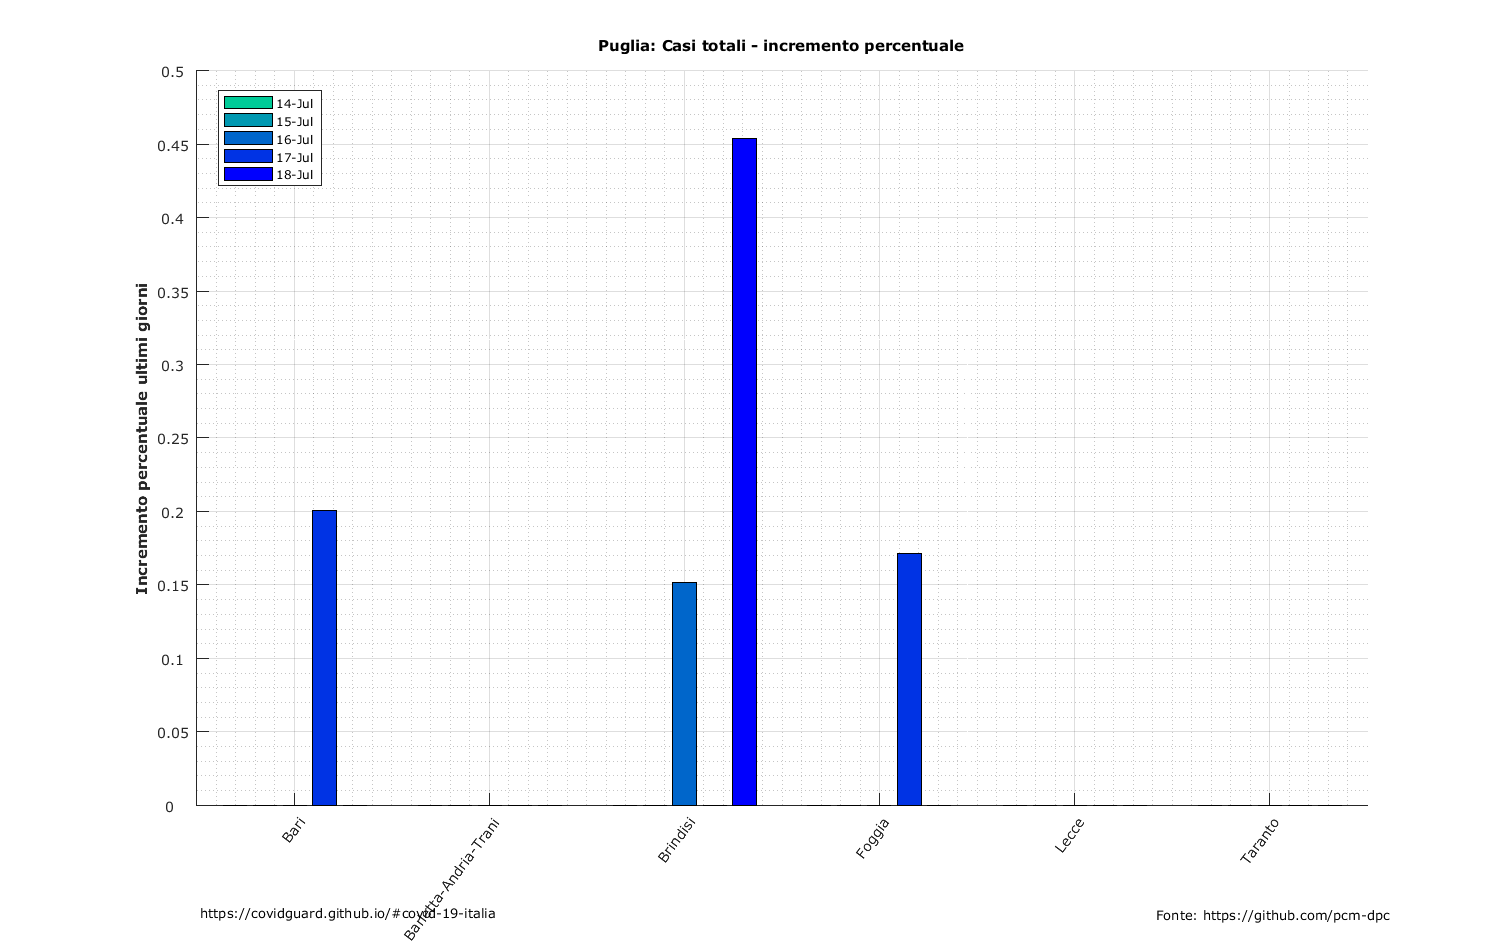 Puglia: Casi totali - incremento percentuale
0.5
0.45
0.4
0.35
0.3
0.25
0.2
0.15
0.1
0.05
0
Incremento percentuale ultimi giorni
14-Jul
15-Jul
16-Jul
17-Jul
18-Jul
Bari
Barletta-Andria-Trani
Brindisi
Foggia
Lecce
Taranto
https://covidguard.github.io/#covid-19-italia
Fonte: https://github.com/pcm-dpc